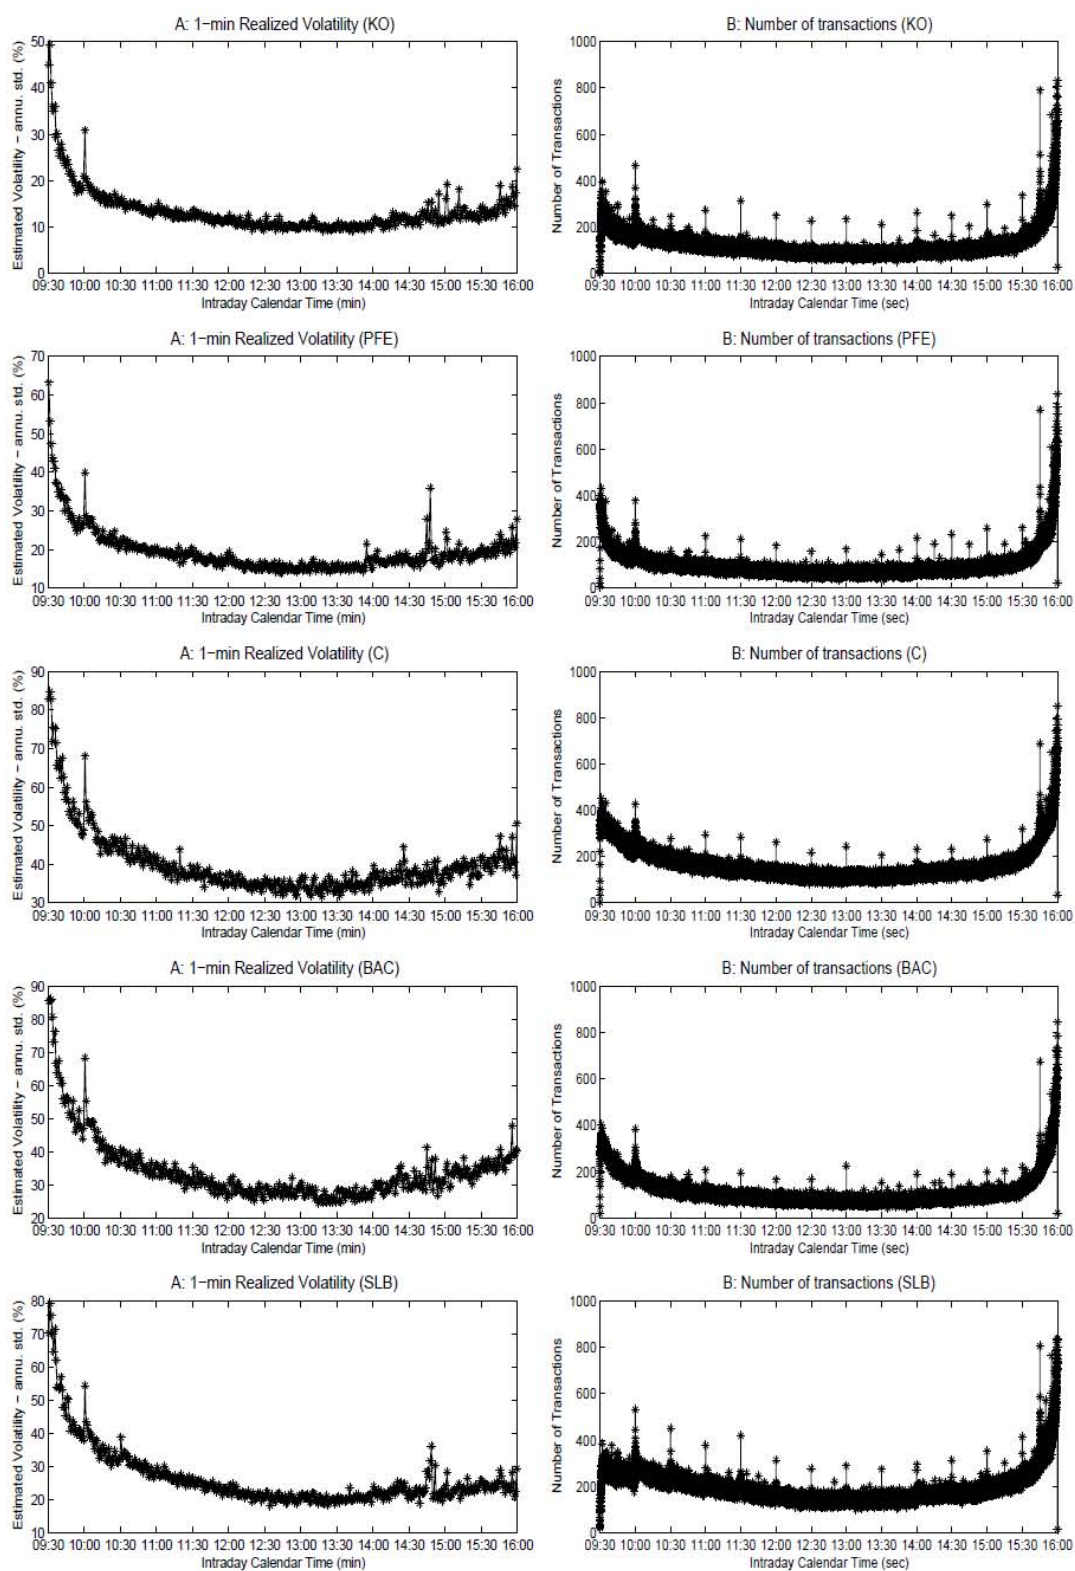 A: 1-min Realized Volatility (KO)
Estimated Volatility - annu. std. (%)
50
40
30
20
10
0
09:30 10:00 10:30 11:00 11:30 12:00 12:30 13:00 13:30 14:00 14:30 15:00 15:30 16:00
Intraday Calendar Time (min)
B: Number of transactions (KO)
Number of Transactions
1000
800
600
400
200
0
09:30 10:00 10:30 11:00 11:30 12:00 12:30 13:00 13:30 14:00 14:30 15:00 15:30 16:00
Intraday Calendar Time (sec)
A: 1-min Realized Volatility (PFE)
Estimated Volatility - annu. std. (%)
70
60
50
40
30
20
10
09:30 10:00 10:30 11:00 11:30 12:00 12:30 13:00 13:30 14:00 14:30 15:00 15:30 16:00
Intraday Calendar Time (min)
B: Number of transactions (PFE)
Number of Transactions
1000
800
600
400
200
0
09:30 10:00 10:30 11:00 11:30 12:00 12:30 13:00 13:30 14:00 14:30 15:00 15:30 16:00
Intraday Calendar Time (sec)
A: 1-min Realized Volatility (C)
Estimated Volatility - annu. std. (%)
90
80
70
60
50
40
30
09:30 10:00 10:30 11:00 11:30 12:00 12:30 13:00 13:30 14:00 14:30 15:00 15:30 16:00
Intraday Calendar Time (min)
B: Number of transactions (C)
Number of Transactions
1000
800
600
400
200
0
09:30 10:00 10:30 11:00 11:30 12:00 12:30 13:00 13:30 14:00 14:30 15:00 15:30 16:00
Intraday Calendar Time (sec)
A: 1-min Realized Volatility (BAC)
Estimated Volatility - annu. std. (%)
90
80
70
60
50
40
30
20
09:30 10:00 10:30 11:00 11:30 12:00 12:30 13:00 13:30 14:00 14:30 15:00 15:30 16:00
Intraday Calendar Time (min)
B: Number of transactions (BAC)
Number of Transactions
1000
800
600
400
200
0
09:30 10:00 10:30 11:00 11:30 12:00 12:30 13:00 13:30 14:00 14:30 15:00 15:30 16:00
Intraday Calendar Time (sec)
A: 1-min Realized Volatility (SLB)
Estimated Volatility - annu. std. (%)
80
70
60
50
40
30
20
10
09:30 10:00 10:30 11:00 11:30 12:00 12:30 13:00 13:30 14:00 14:30 15:00 15:30 16:00
Intraday Calendar Time (min)
B: Number of transactions (SLB)
Number of Transactions
1000
800
600
400
200
0
09:30 10:00 10:30 11:00 11:30 12:00 12:30 13:00 13:30 14:00 14:30 15:00 15:30 16:00
Intraday Calendar Time (sec)